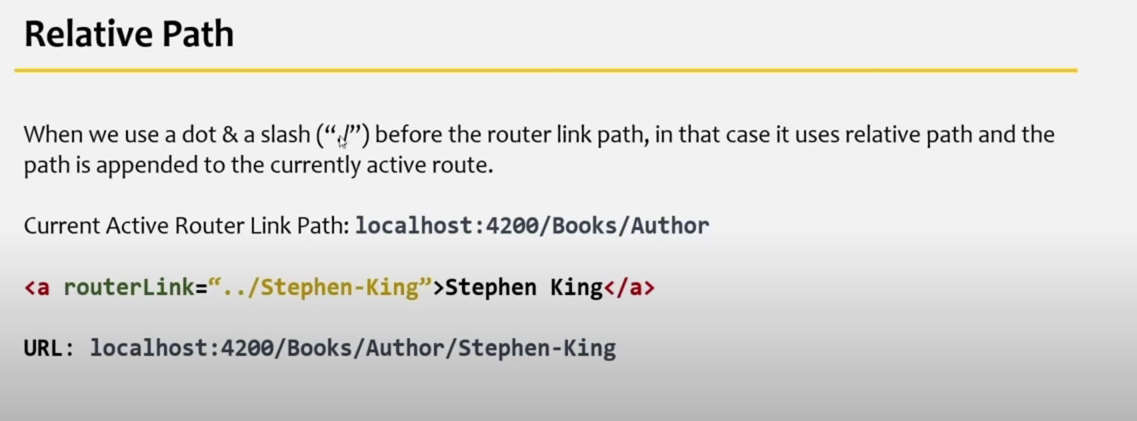 Relative Path
When we use a dot & a slash (“./”) before the router link path, in that case it uses relative path and the
path is appended to the currently active route.
Current Active Router Link Path: localhost:4200/Books/Author
<a routerLink=“../Stephen-King”>Stephen King</a>
URL: localhost:4200/Books/Author/Stephen-King